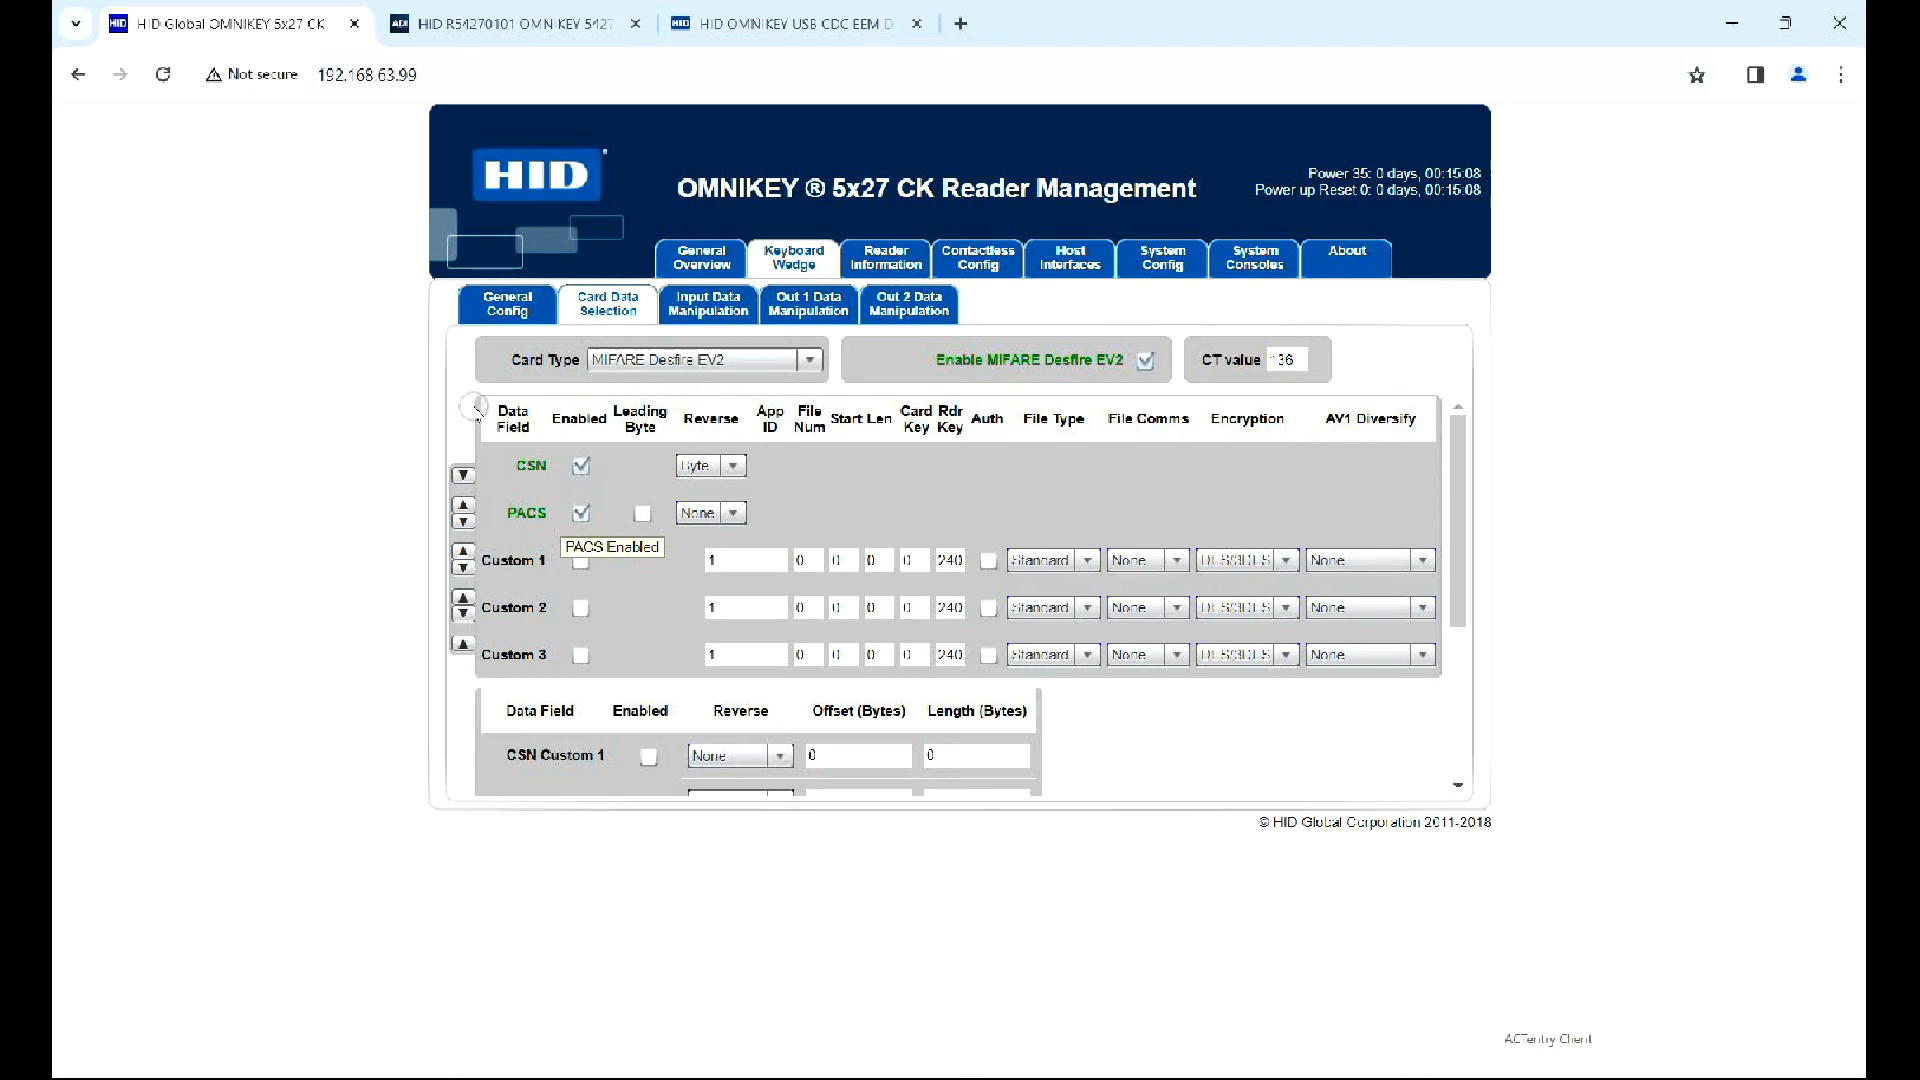 HID Global OMNIKEY 5x27 CK
HID R54270101 OMNIKEY 5427
HID OMNIKEY USB CDC EEM D
Not secure 192.168.63.99
HID
OMNIKEY ® 5x27 CK Reader Management
Power 35: 0 days, 00:15:08
Power up Reset 0: 0 days, 00:15:08
General Overview
Keyboard Wedge
Reader Information
Contactless Config
Host Interfaces
System Config
System Consoles
About
General Config
Card Data Selection
Input Data Manipulation
Out 1 Data Manipulation
Out 2 Data Manipulation
Card Type MIFARE Desfire EV2
Enable MIFARE Desfire EV2
CT value 136
Data Field Enabled Leading Byte Reverse App ID File Num Start Len Card Key Rdr Key Auth File Type File Comms Encryption AV1 Diversify
CSN Byte
PACS None
PACS Enabled
Custom 1 1 0 0 0 0 240 Standard None DES/3DES None
Custom 2 1 0 0 0 0 240 Standard None DES/3DES None
Custom 3 1 0 0 0 0 240 Standard None DES/3DES None
Data Field Enabled Reverse Offset (Bytes) Length (Bytes)
CSN Custom 1 None 0 0
© HID Global Corporation 2011-2018
ACTentry Client